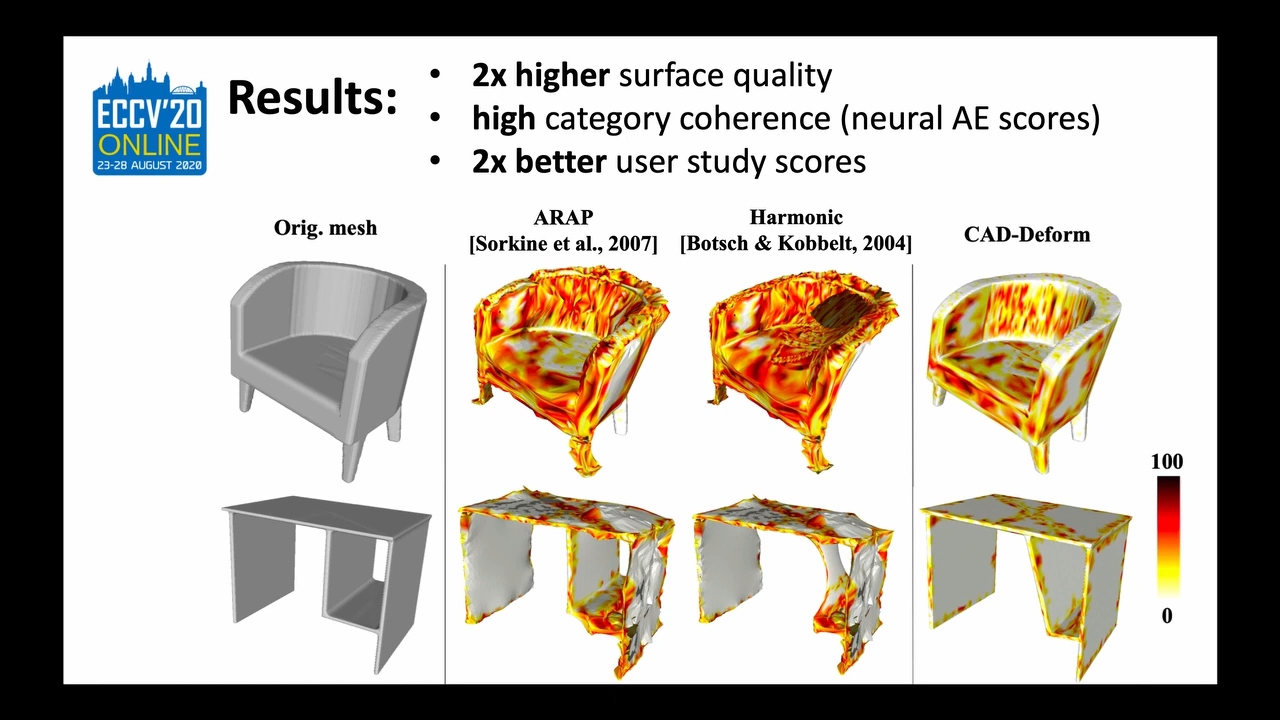 ECCV'20
ONLINE
23-28 AUGUST 2020
Results:
• 2x higher surface quality
• high category coherence (neural AE scores)
• 2x better user study scores
Orig. mesh
ARAP
[Sorkine et al., 2007]
Harmonic
[Botsch & Kobbelt, 2004]
CAD-Deform
100
0